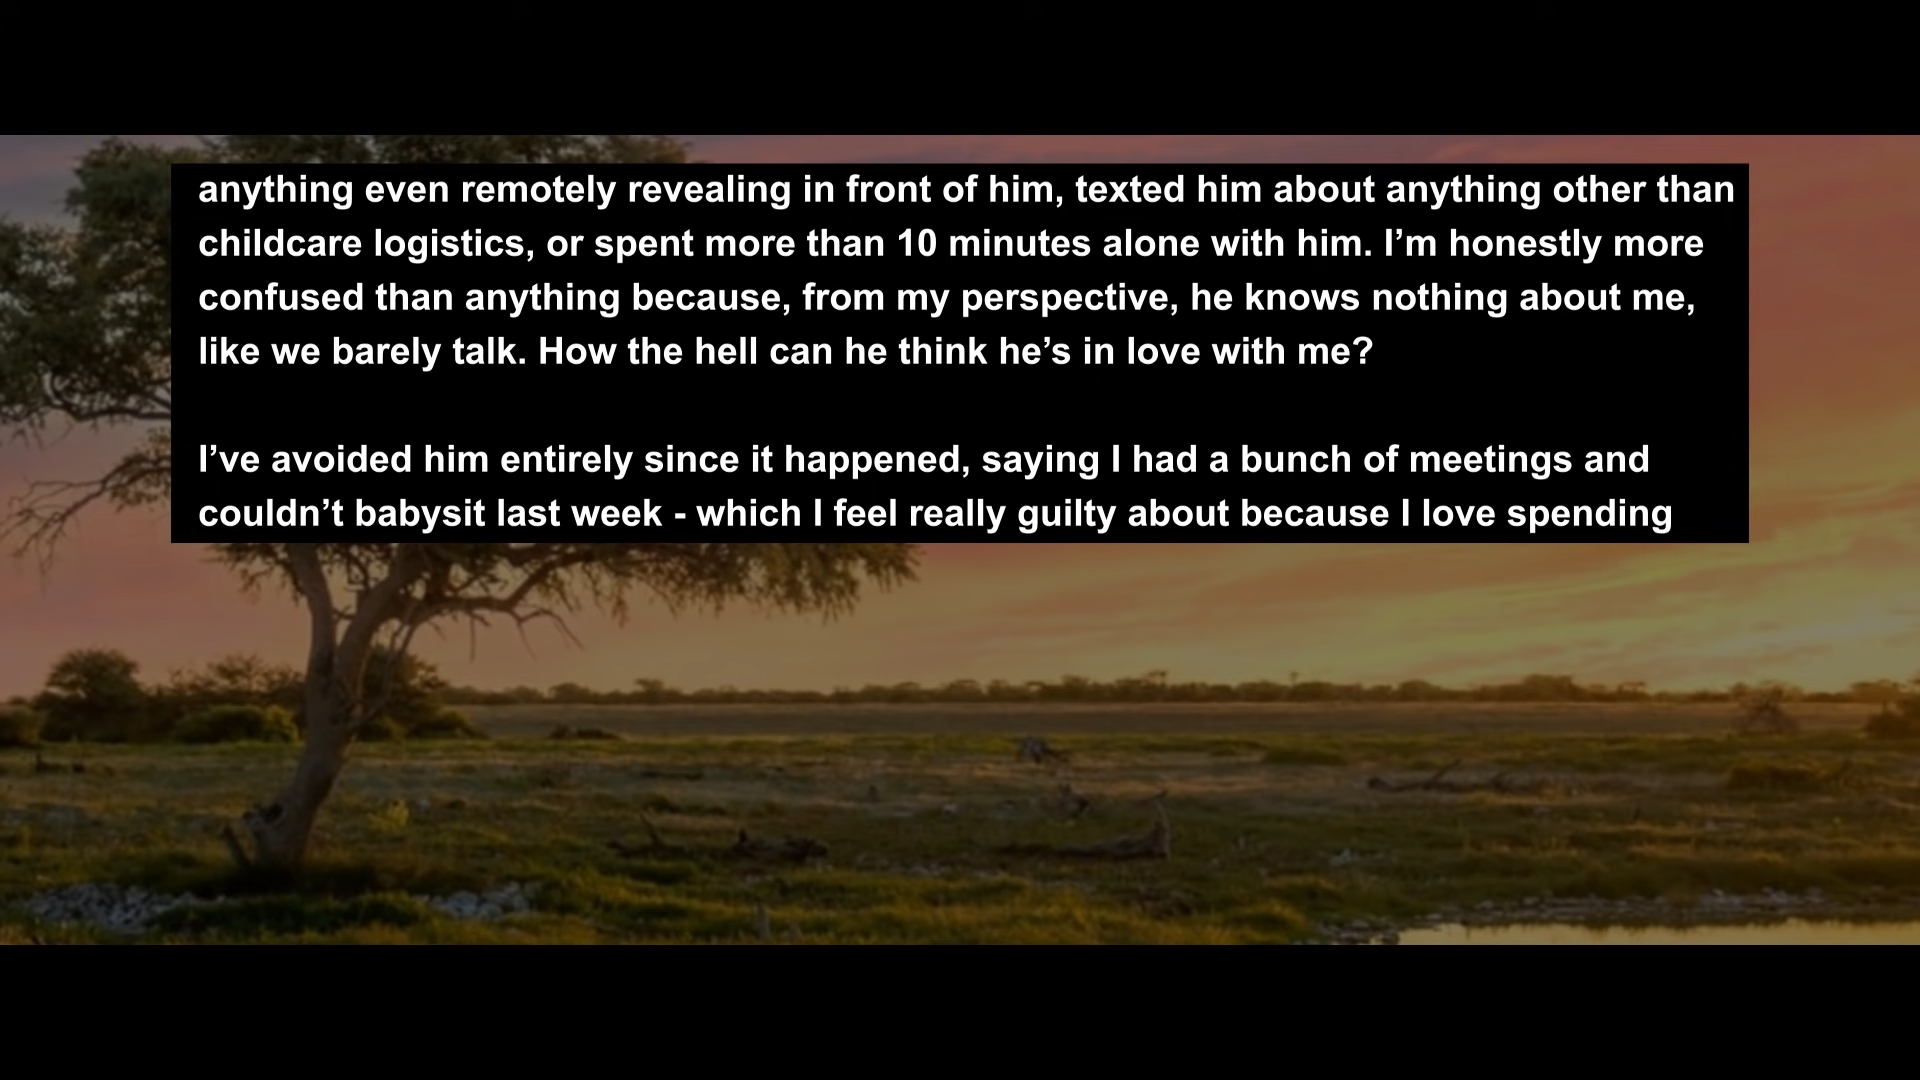 anything even remotely revealing in front of him, texted him about anything other than
childcare logistics, or spent more than 10 minutes alone with him. I’m honestly more
confused than anything because, from my perspective, he knows nothing about me,
like we barely talk. How the hell can he think he’s in love with me?
I’ve avoided him entirely since it happened, saying I had a bunch of meetings and
couldn’t babysit last week - which I feel really guilty about because I love spending